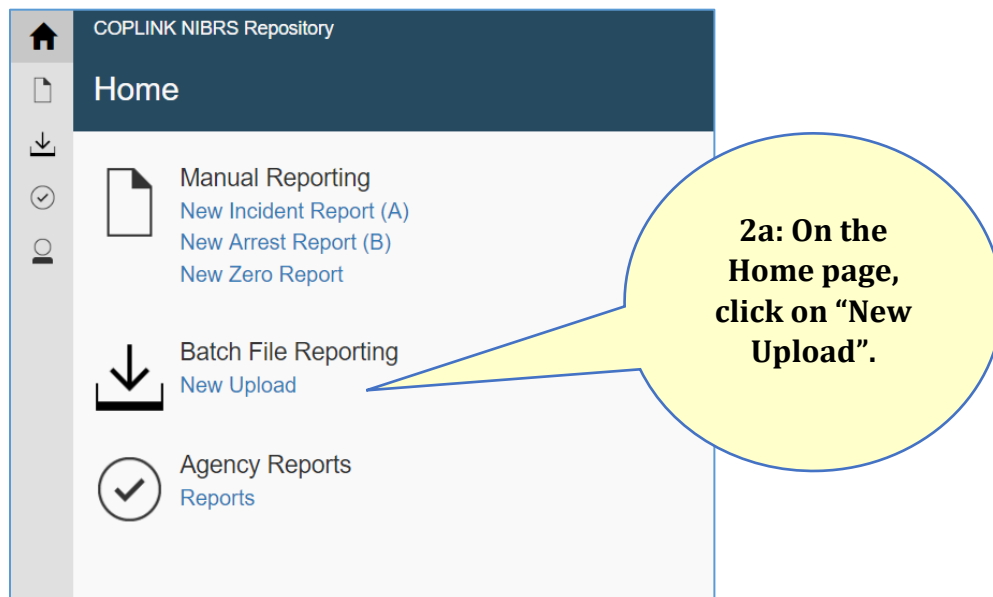 COPLINK NIBRS Repository
Home
Manual Reporting
New Incident Report (A)
New Arrest Report (B)
New Zero Report
Batch File Reporting
New Upload
Agency Reports
Reports
2a: On the
Home page,
click on “New
Upload”.